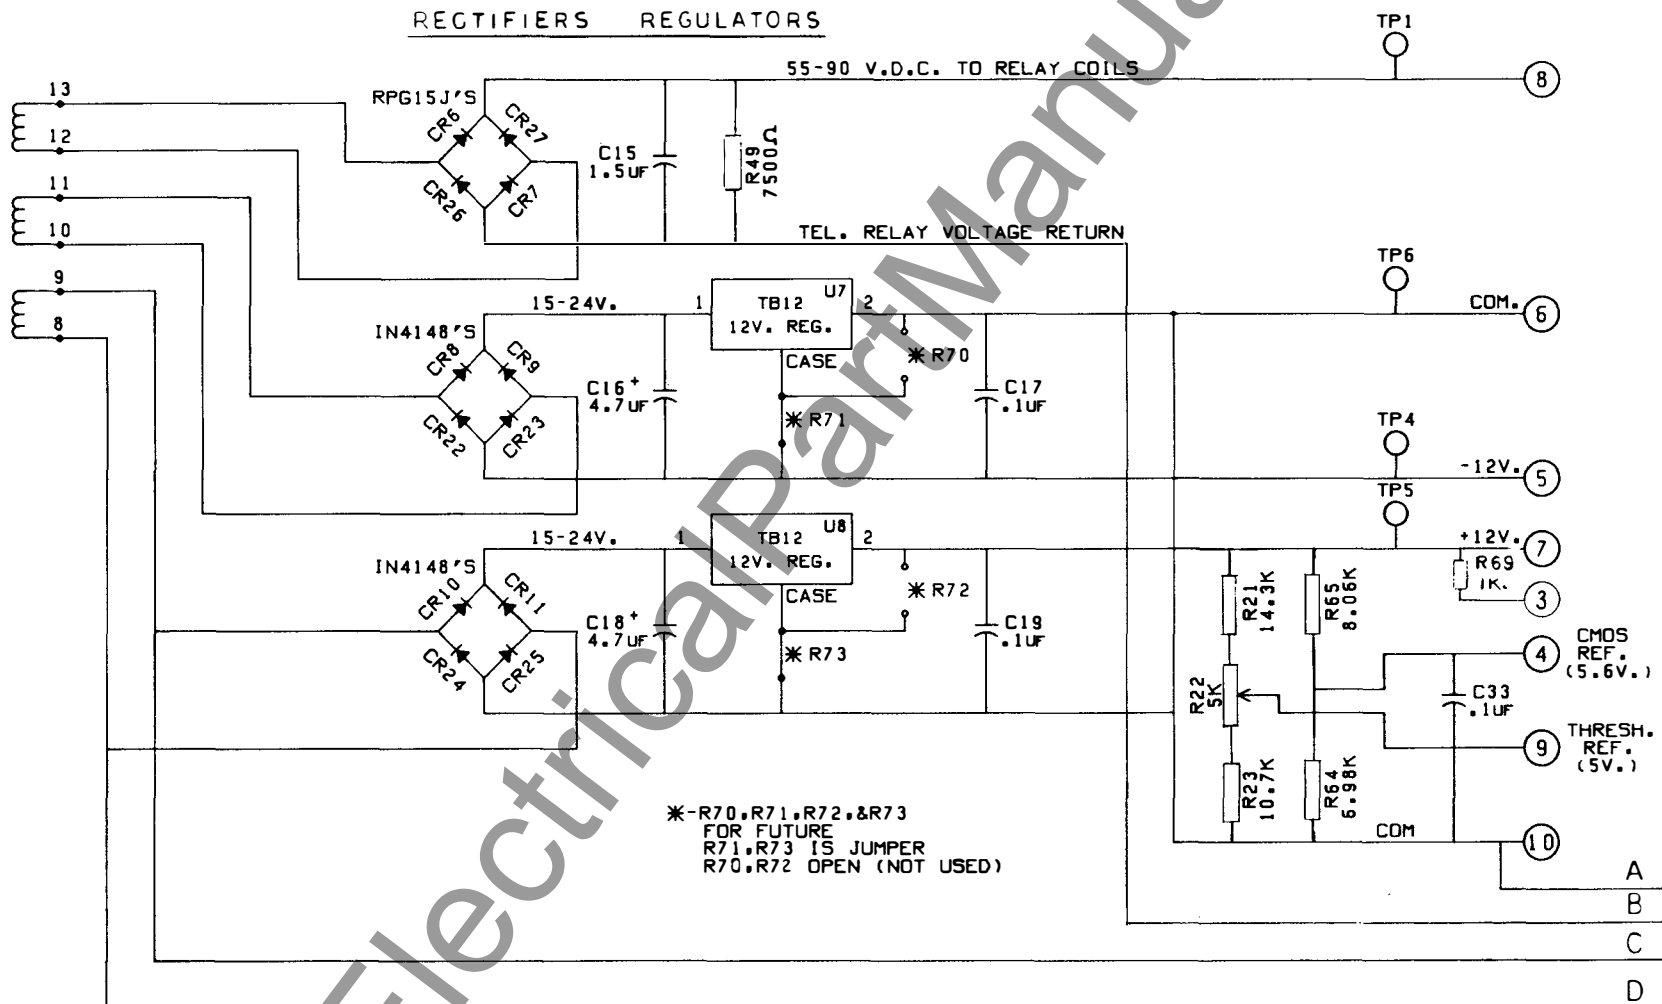 RECTIFIERS REGULATORS
TP1
55-90 V.D.C. TO RELAY COILS
8
13
RPG15J'S
CR6
CR27
12
C15
1.5UF
R49
7500Ω
CR26
CR7
11
10
TEL. RELAY VOLTAGE RETURN
TP6
9
15-24V.
1
U7
TB12
12V. REG.
2
COM.
6
8
IN4148'S
CR8
CR9
CASE
✳ R70
C16 +
4.7UF
C17
.1UF
CR22
CR23
✳ R71
TP4
-12V.
5
TP5
15-24V.
1
U8
TB12
12V. REG.
2
+12V.
7
IN4148'S
CR10
CR11
CASE
✳ R72
R69
1K.
3
R21
14.3K
R65
8.06K
C18 +
4.7UF
C19
.1UF
CR24
CR25
✳ R73
4
CMOS
REF.
(5.6V.)
R22
5K
C33
.1UF
9
THRESH.
REF.
(5V.)
R23
10.7K
R64
6.98K
✳-R70,R71,R72,&R73
FOR FUTURE
R71,R73 IS JUMPER
R70,R72 OPEN (NOT USED)
COM
10
A
B
C
D
ElectricalPartManua